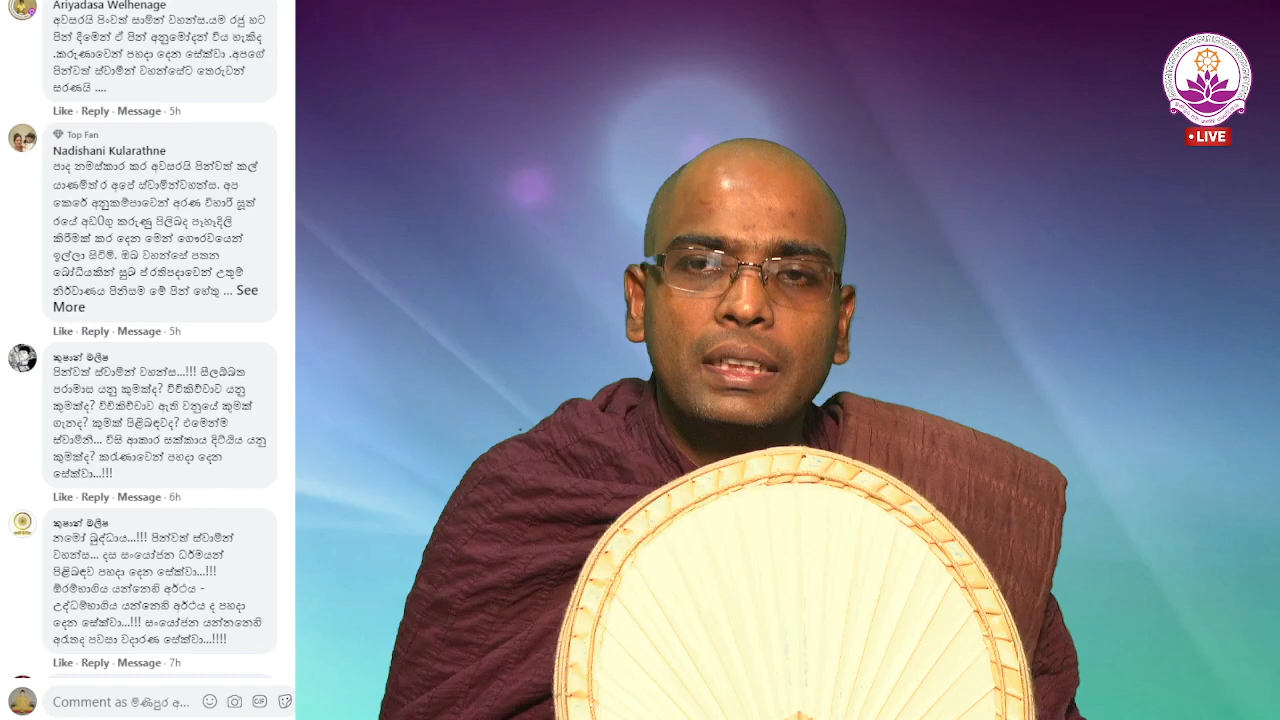 Ariyadasa Welhenage
අවසරයි පිංවත් සාමින් වහන්ස.යම් රජු හට
පින් දීමෙන් ඒ පින් අනුමෝදන් විය හැකිද
.කරුණාවෙන් පහදා දෙන සේක්වා .අපගේ
පින්වත් ස්වාමීන් වහන්සේට තෙරුවන්
සරණයි ....
Like · Reply · Message · 5h
Top Fan
Nadishani Kularathne
පාද නමස්කාර කර අවසරයි පින්වත් කල්
යාණමිත් ර අපේ ස්වාමින්වහන්ස. අප
කෙරේ අනුකම්පාවෙන් අරණ විහාරී සූත්
රයේ අඩ0ගු කරුණු පිලිබද පැහැදිලි
කිරීමක් කර දෙන මෙන් ගෞරවයෙන්
ඉල්ලා සිටිමි. ඔබ වහන්සේ පතන
බෝධියකින් සුඛ ප් රතිපදාවෙන් උතුම්
නිර්වාණය පිනිසම මේ පින් හේතු ... See
More
Like · Reply · Message · 5h
කුෂාන් මලීෂ
පින්වත් ස්වාමීන් වහන්ස...!!! සීලබ්බත
පරාමාස යනු කුමක්ද? විචිකිච්චාව යනු
කුමක්ද? විචිකිච්චාව ඇති වනුයේ කුමක්
ගැනද? කුමක් පිළිබඳවද? එමෙන්ම
ස්වාමීනී... විසි ආකාර සක්කාය දිට්ඨිය යනු
කුමක්ද? කරුණාවෙන් පහදා දෙන
සේක්වා...!!!
Like · Reply · Message · 6h
කුෂාන් මලීෂ
නමෝ බුද්ධාය...!!! පින්වත් ස්වාමීන්
වහන්ස... දස සංයෝජන ධර්මයන්
පිළිබඳව පහදා දෙන සේක්වා...!!!
ඕරම්භාගිය යන්නෙහි අර්ථය -
උද්ධම්භාගිය යන්නෙහි අර්ථය ද පහදා
දෙන සේක්වා...!!! සංයෝජන යන්නනෙහි
අරුතද පවසා වදාරණ සේක්වා...!!!!
Like · Reply · Message · 7h
Comment as මිණිපුර අ...
GIF
LIVE